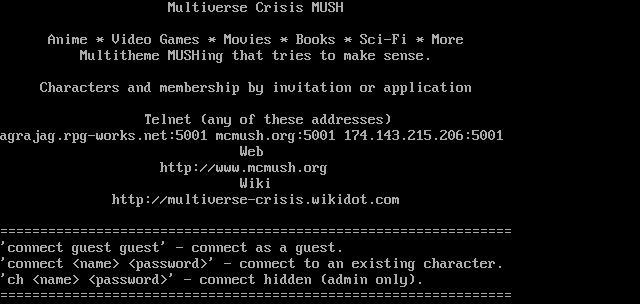 Multiverse Crisis MUSH
Anime * Video Games * Movies * Books * Sci-Fi * More
Multitheme MUSHing that tries to make sense.
Characters and membership by invitation or application
Telnet (any of these addresses)
agrajag.rpg-works.net:5001 mcmush.org:5001 174.143.215.206:5001
Web
http://www.mcmush.org
Wiki
http://multiverse-crisis.wikidot.com
================================================================
'connect guest guest' - connect as a guest.
'connect <name> <password>' - connect to an existing character.
'ch <name> <password>' - connect hidden (admin only).
================================================================